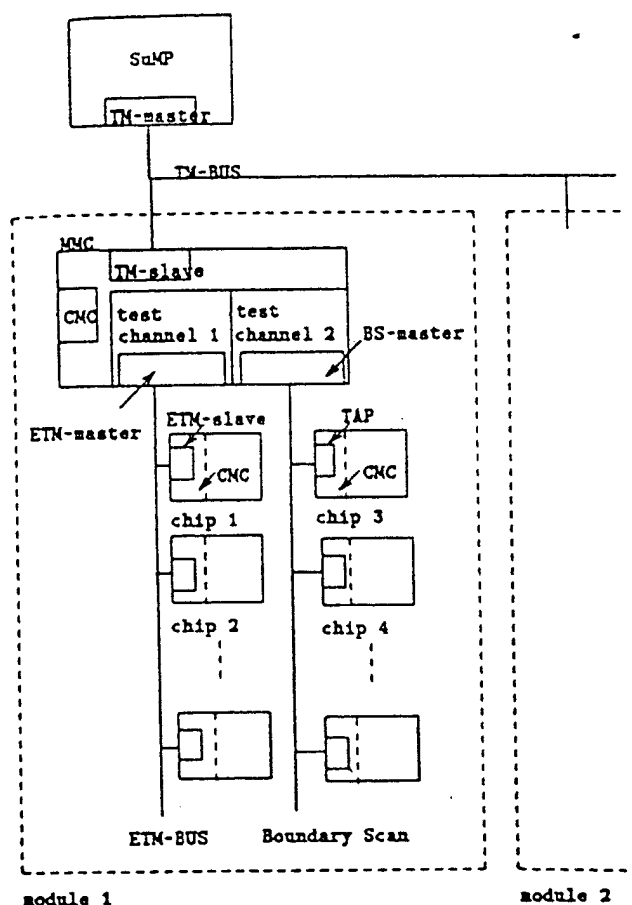 SuMP
TM-master
TM-BUS
MMC
TM-slave
CMC
test channel 1
test channel 2
BS-master
ETM-master
ETM-slave
TAP
CMC
CMC
chip 1
chip 3
chip 2
chip 4
ETM-BUS
Boundary Scan
module 1
module 2